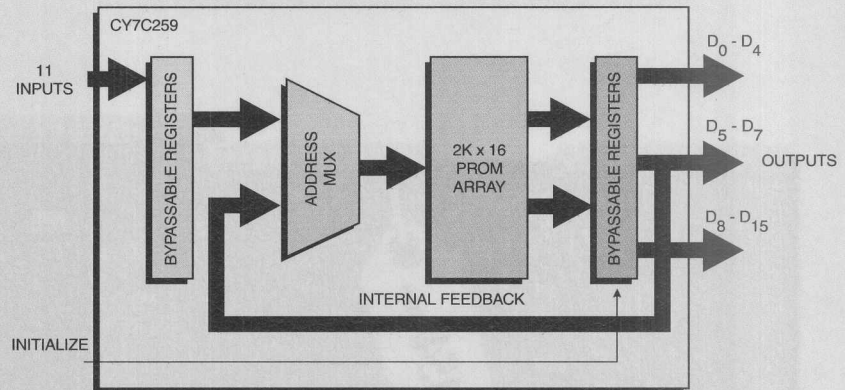 CY7C259
11
INPUTS
BYPASSABLE REGISTERS
ADDRESS
MUX
2K x 16
PROM
ARRAY
BYPASSABLE REGISTERS
D0 - D4
D5 - D7
OUTPUTS
D8 - D15
INTERNAL FEEDBACK
INITIALIZE